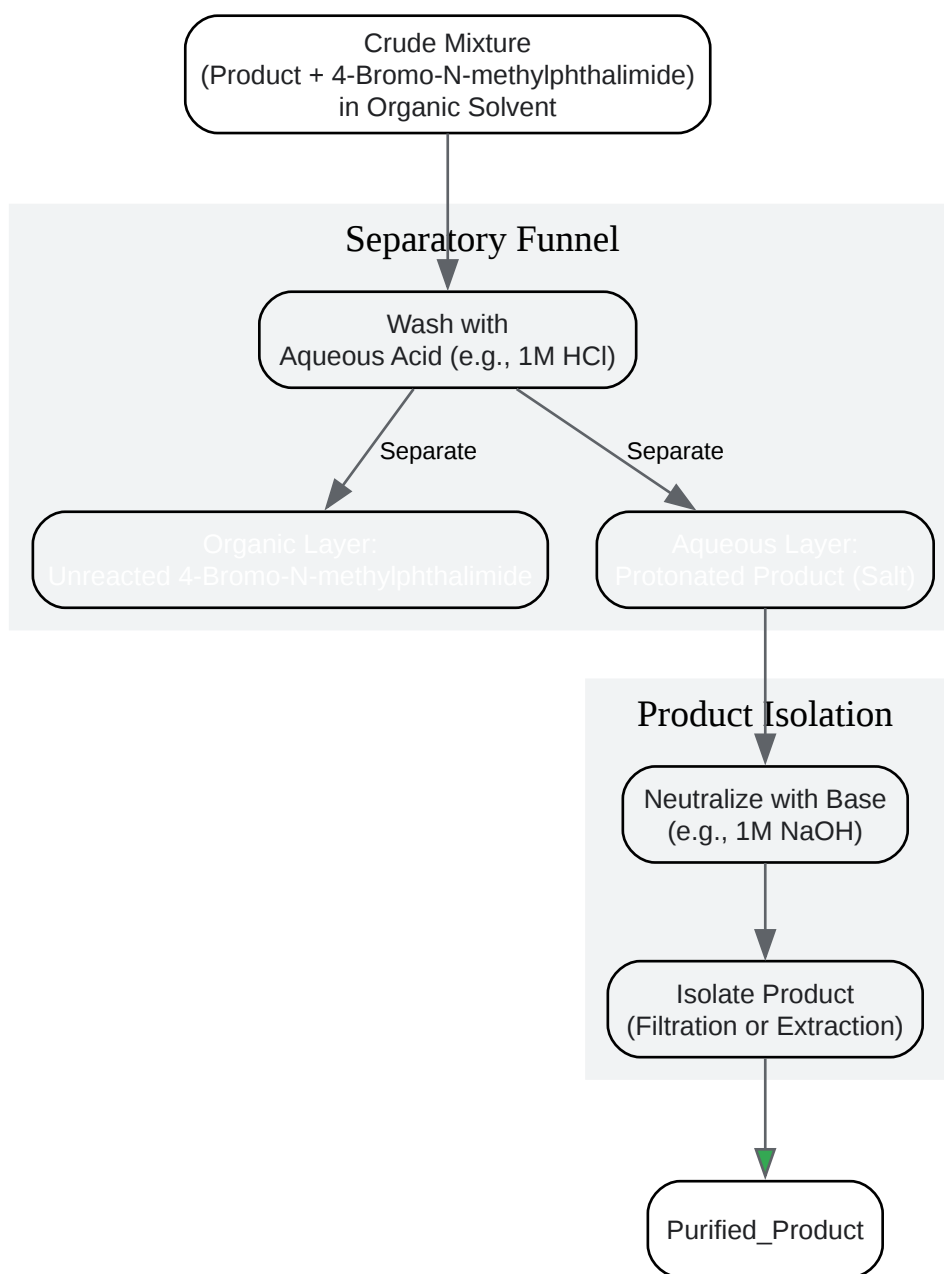 Crude Mixture
(Product + 4-Bromo-N-methylphthalimide)
in Organic Solvent
Separatory Funnel
Wash with
Aqueous Acid (e.g., 1M HCl)
Separate
Separate
Organic Layer:
Unreacted 4-Bromo-N-methylphthalimide
Aqueous Layer:
Protonated Product (Salt)
Product Isolation
Neutralize with Base
(e.g., 1M NaOH)
Isolate Product
(Filtration or Extraction)
Purified_Product